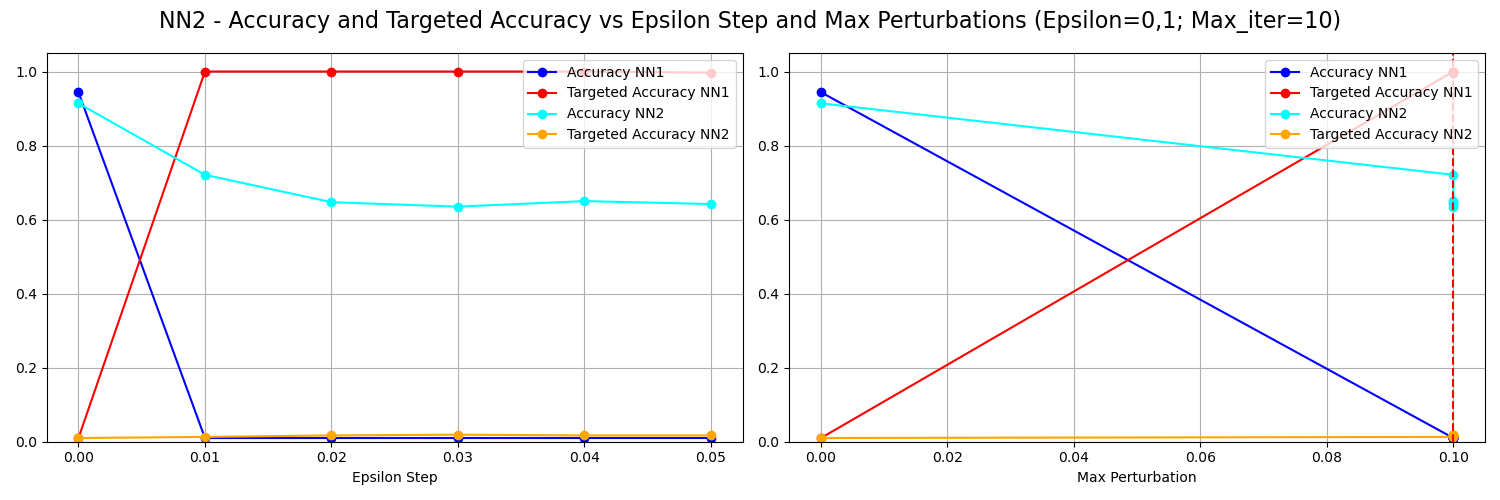 NN2 - Accuracy and Targeted Accuracy vs Epsilon Step and Max Perturbations (Epsilon=0,1; Max_iter=10)
1.0
0.8
0.6
0.4
0.2
0.0
0.00 0.01 0.02 0.03 0.04 0.05
Epsilon Step
Accuracy NN1
Targeted Accuracy NN1
Accuracy NN2
Targeted Accuracy NN2
1.0
0.8
0.6
0.4
0.2
0.0
0.00 0.02 0.04 0.06 0.08 0.10
Max Perturbation
Accuracy NN1
Targeted Accuracy NN1
Accuracy NN2
Targeted Accuracy NN2